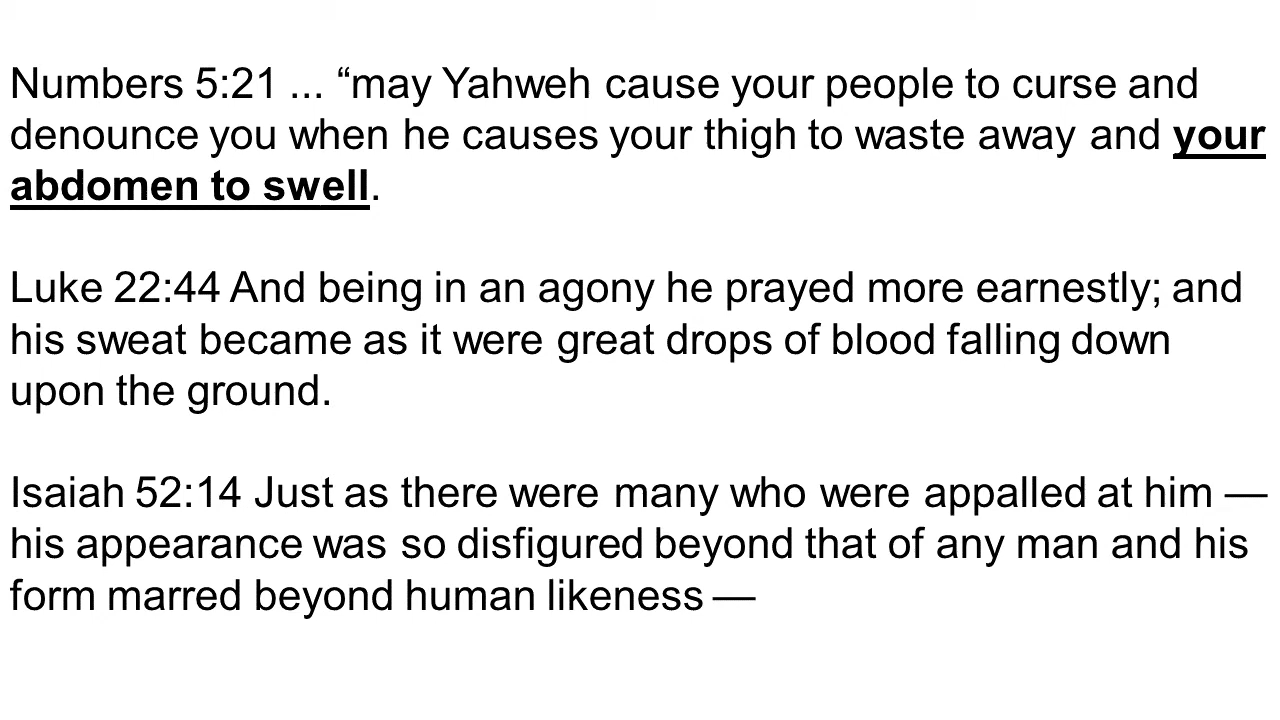 Numbers 5:21 ... “may Yahweh cause your people to curse and
denounce you when he causes your thigh to waste away and your
abdomen to swell.
Luke 22:44 And being in an agony he prayed more earnestly; and
his sweat became as it were great drops of blood falling down
upon the ground.
Isaiah 52:14 Just as there were many who were appalled at him —
his appearance was so disfigured beyond that of any man and his
form marred beyond human likeness —